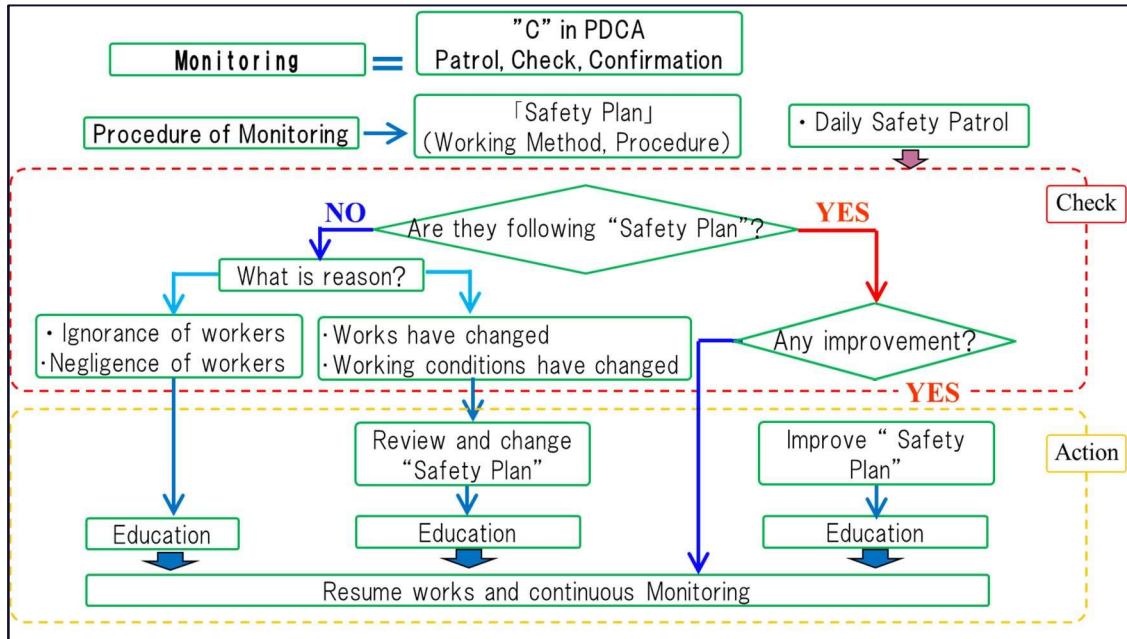 ”C” in PDCA
Monitoring
=
Patrol, Check, Confirmation
「Safety Plan」
Procedure of Monitoring
(Working Method, Procedure)
・Daily Safety Patrol
Check
NO
YES
Are they following “Safety Plan”?
What is reason?
・Ignorance of workers
・Negligence of workers
・Works have changed
・Working conditions have changed
Any improvement?
YES
Action
Review and change
“Safety Plan”
Improve “ Safety
Plan”
Education
Education
Education
Resume works and continuous Monitoring